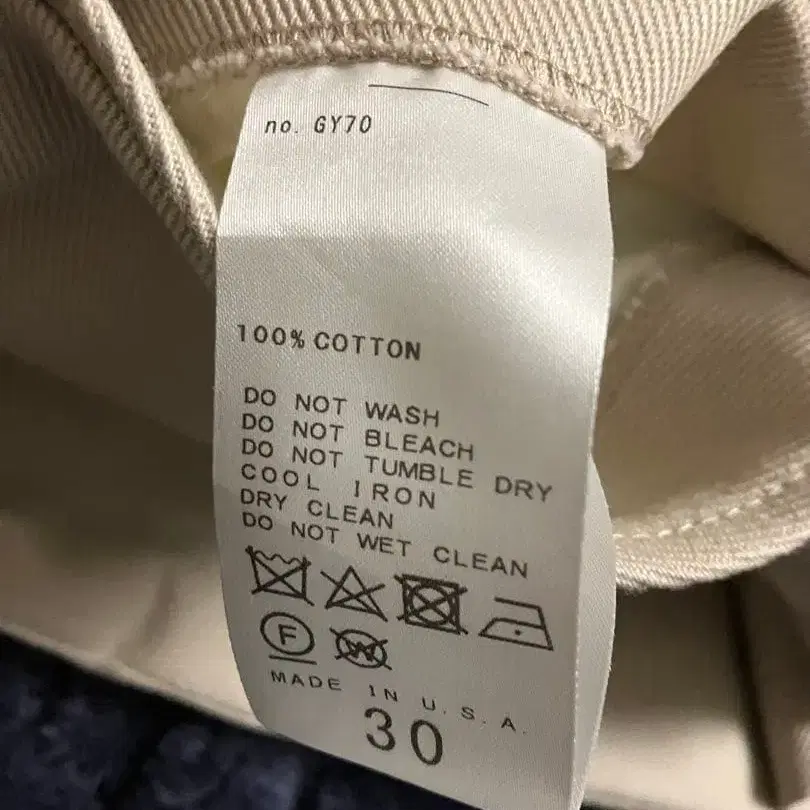 no. GY70
100% COTTON
DO NOT WASH
DO NOT BLEACH
DO NOT TUMBLE DRY
COOL IRON
DRY CLEAN
DO NOT WET CLEAN
F
W
MADE IN U.S.A.
30